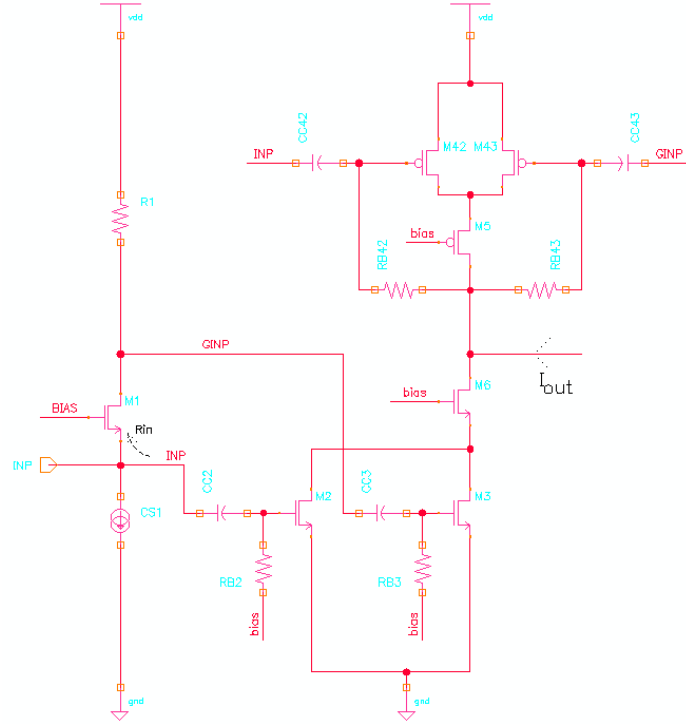 vdd
vdd
CC42
CC43
INP
M42
M43
GINP
R1
bias
M5
RB42
RB43
GINP
Iout
M1
BIAS
Rin
bias
M6
INP
INP
CC2
M2
CC3
M3
CS1
RB2
RB3
bias
bias
gnd
gnd